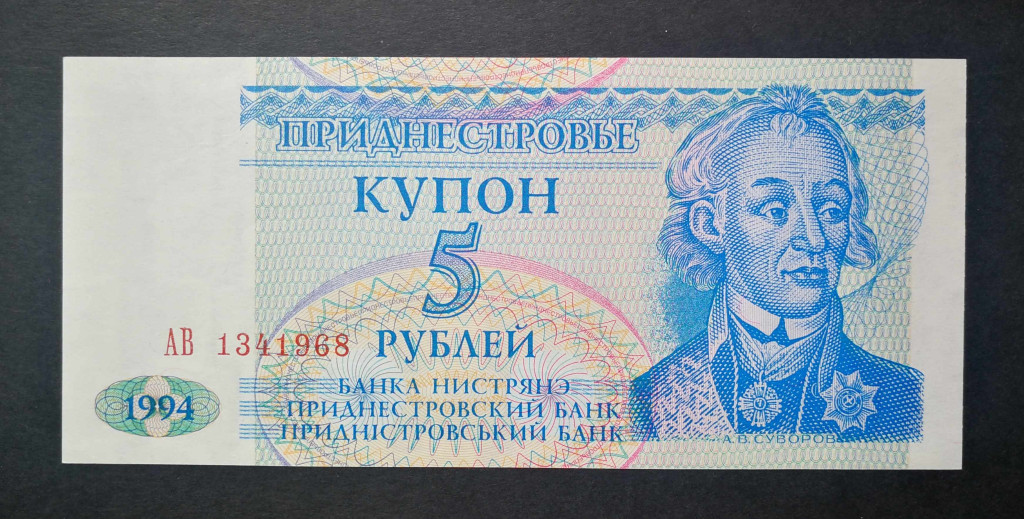 ПРИДНЕСТРОВЬЕ
КУПОН
5
РУБЛЕЙ
АВ 1341968
1994
БАНКА НИСТРЯНЭ
ПРИДНЕСТРОВСКИЙ БАНК
ПРИДНІСТРОВСЬКИЙ БАНК
А.В.СУВОРОВ